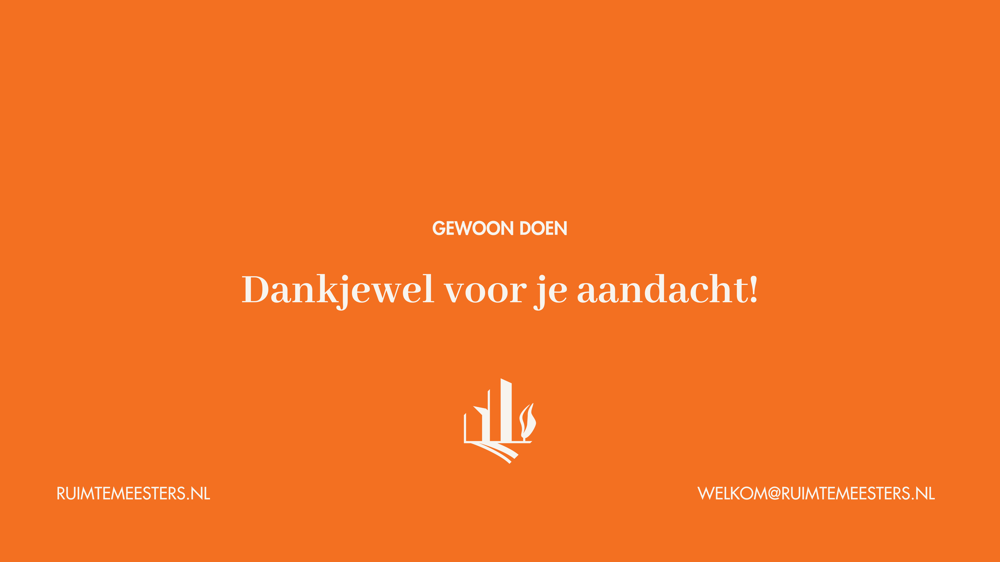 GEWOON DOEN
Dankjewel voor je aandacht!
RUIMTEMEESTERS.NL
WELKOM@RUIMTEMEESTERS.NL